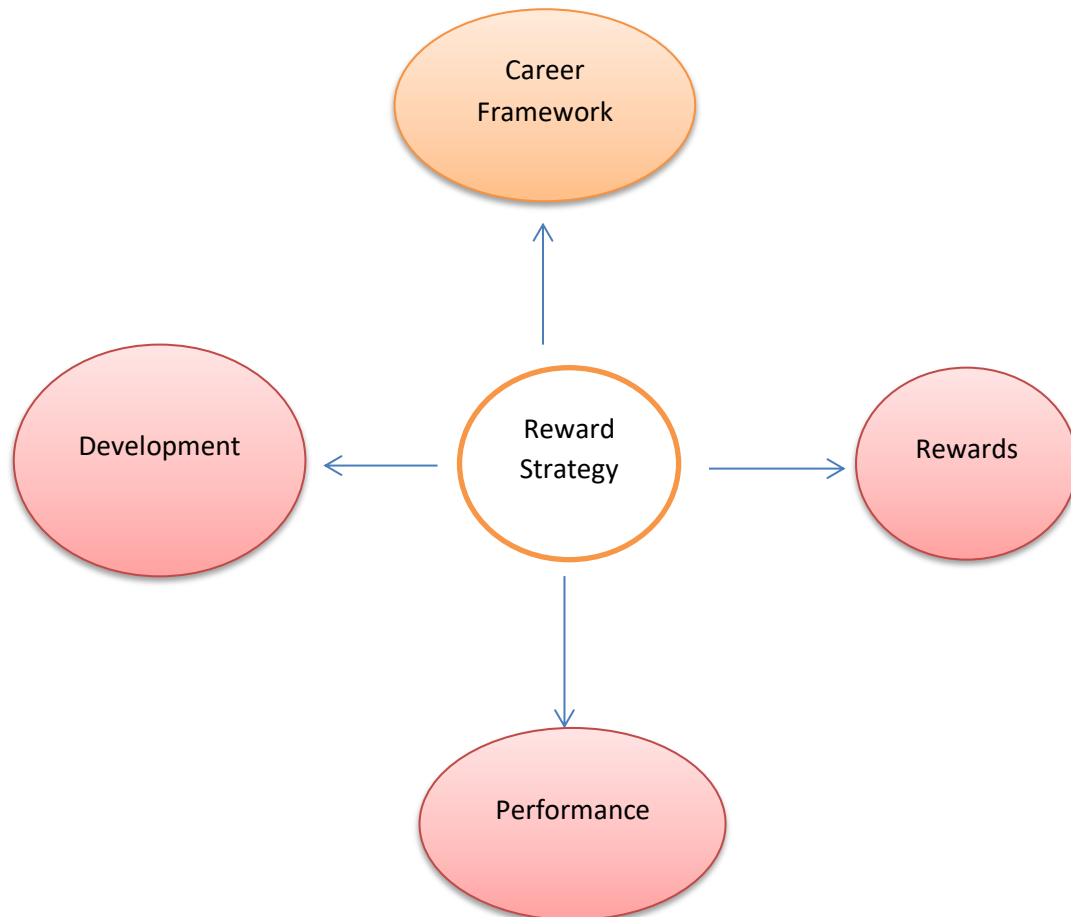 Career
Framework
Development
Reward
Strategy
Rewards
Performance